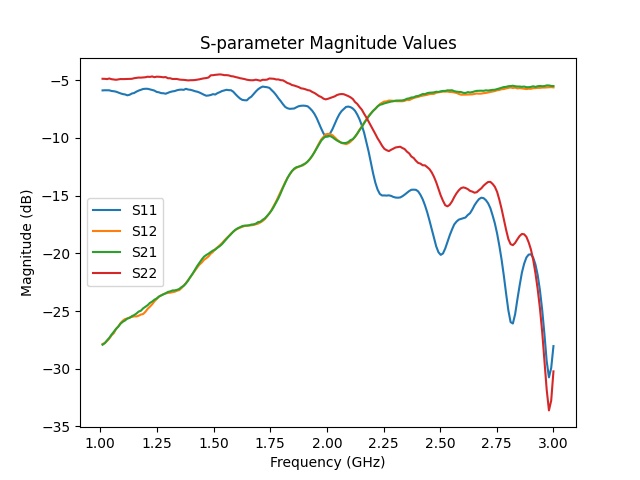 S-parameter Magnitude Values
Magnitude (dB)
−5
−10
−15
−20
−25
−30
−35
S11
S12
S21
S22
1.00 1.25 1.50 1.75 2.00 2.25 2.50 2.75 3.00
Frequency (GHz)